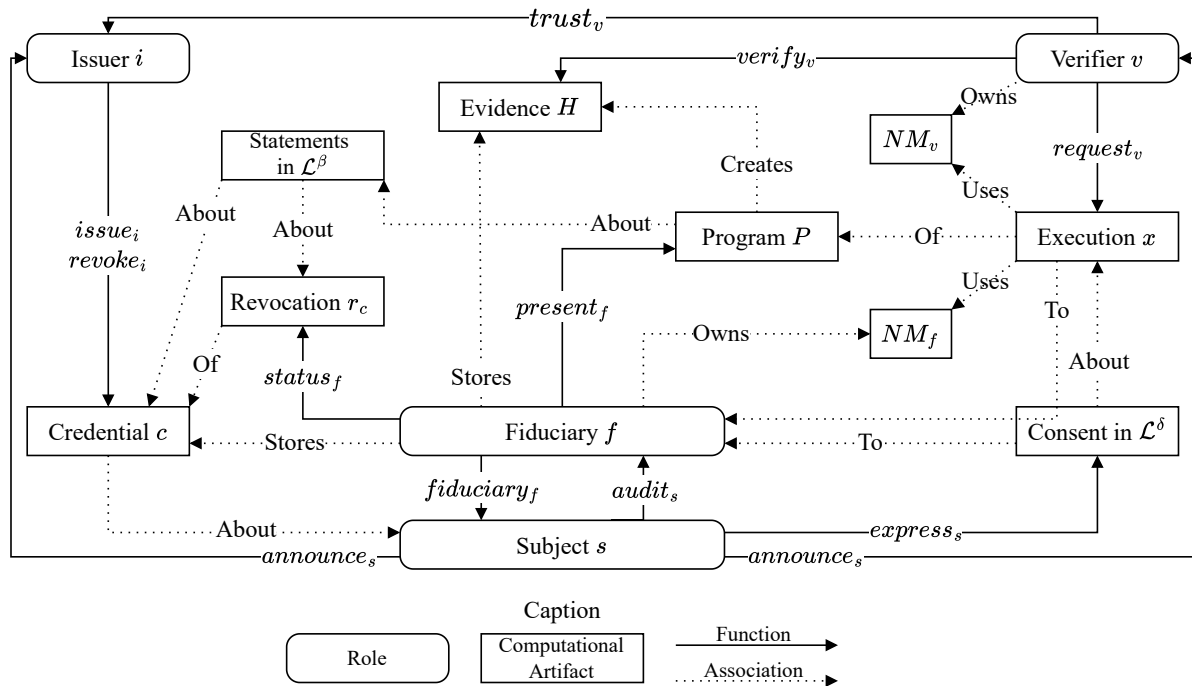 trust_v
Issuer i
Verifier v
verify_v
Owns
Evidence H
Statements
in ℒ^β
NM_v
request_v
Creates
Uses
About
About
About
issue_i
revoke_i
Program P
Of
Execution x
Revocation r_c
present_f
Uses
To
Owns
NM_f
Of
status_f
Stores
About
Credential c
Stores
Fiduciary f
To
Consent in ℒ^δ
fiduciary_f
audit_s
About
express_s
Subject s
announce_s
announce_s
Caption
Role
Computational
Artifact
Function
Association